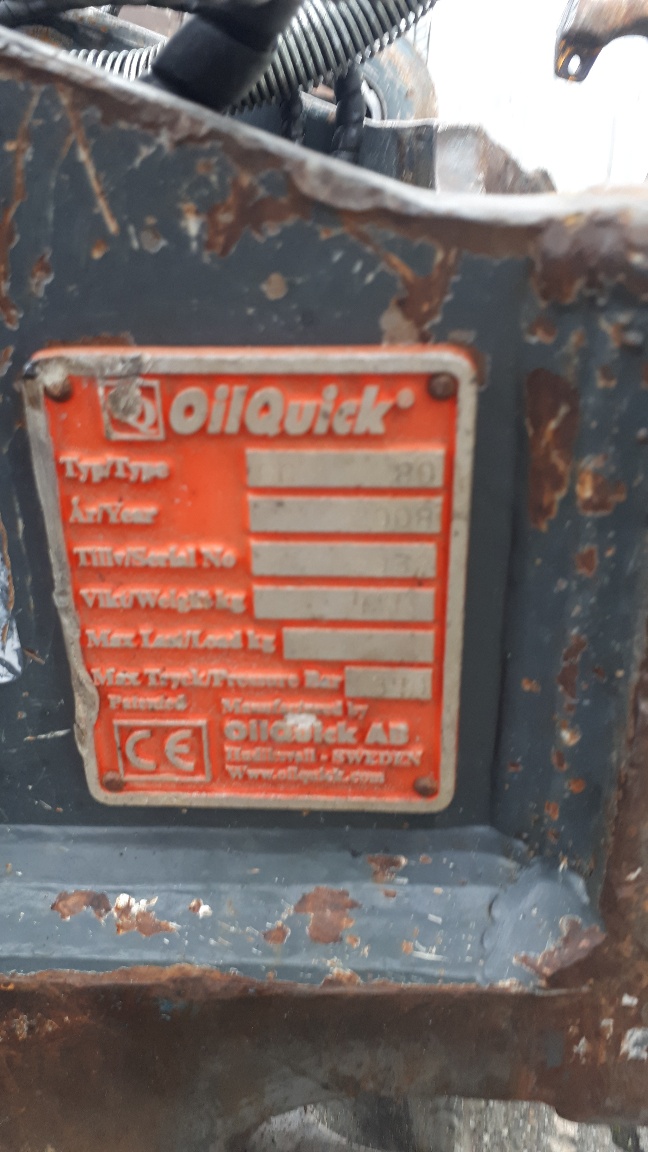 OilQuick®
Typ/Type 80
År/Year
Tillv/Serial No
Vikt/Weight kg
Max Last/Load kg
Max Tryck/Pressure Bar
Patented Manufactured by
CE OilQuick AB
Hudiksvall - SWEDEN
www.oilquick.com